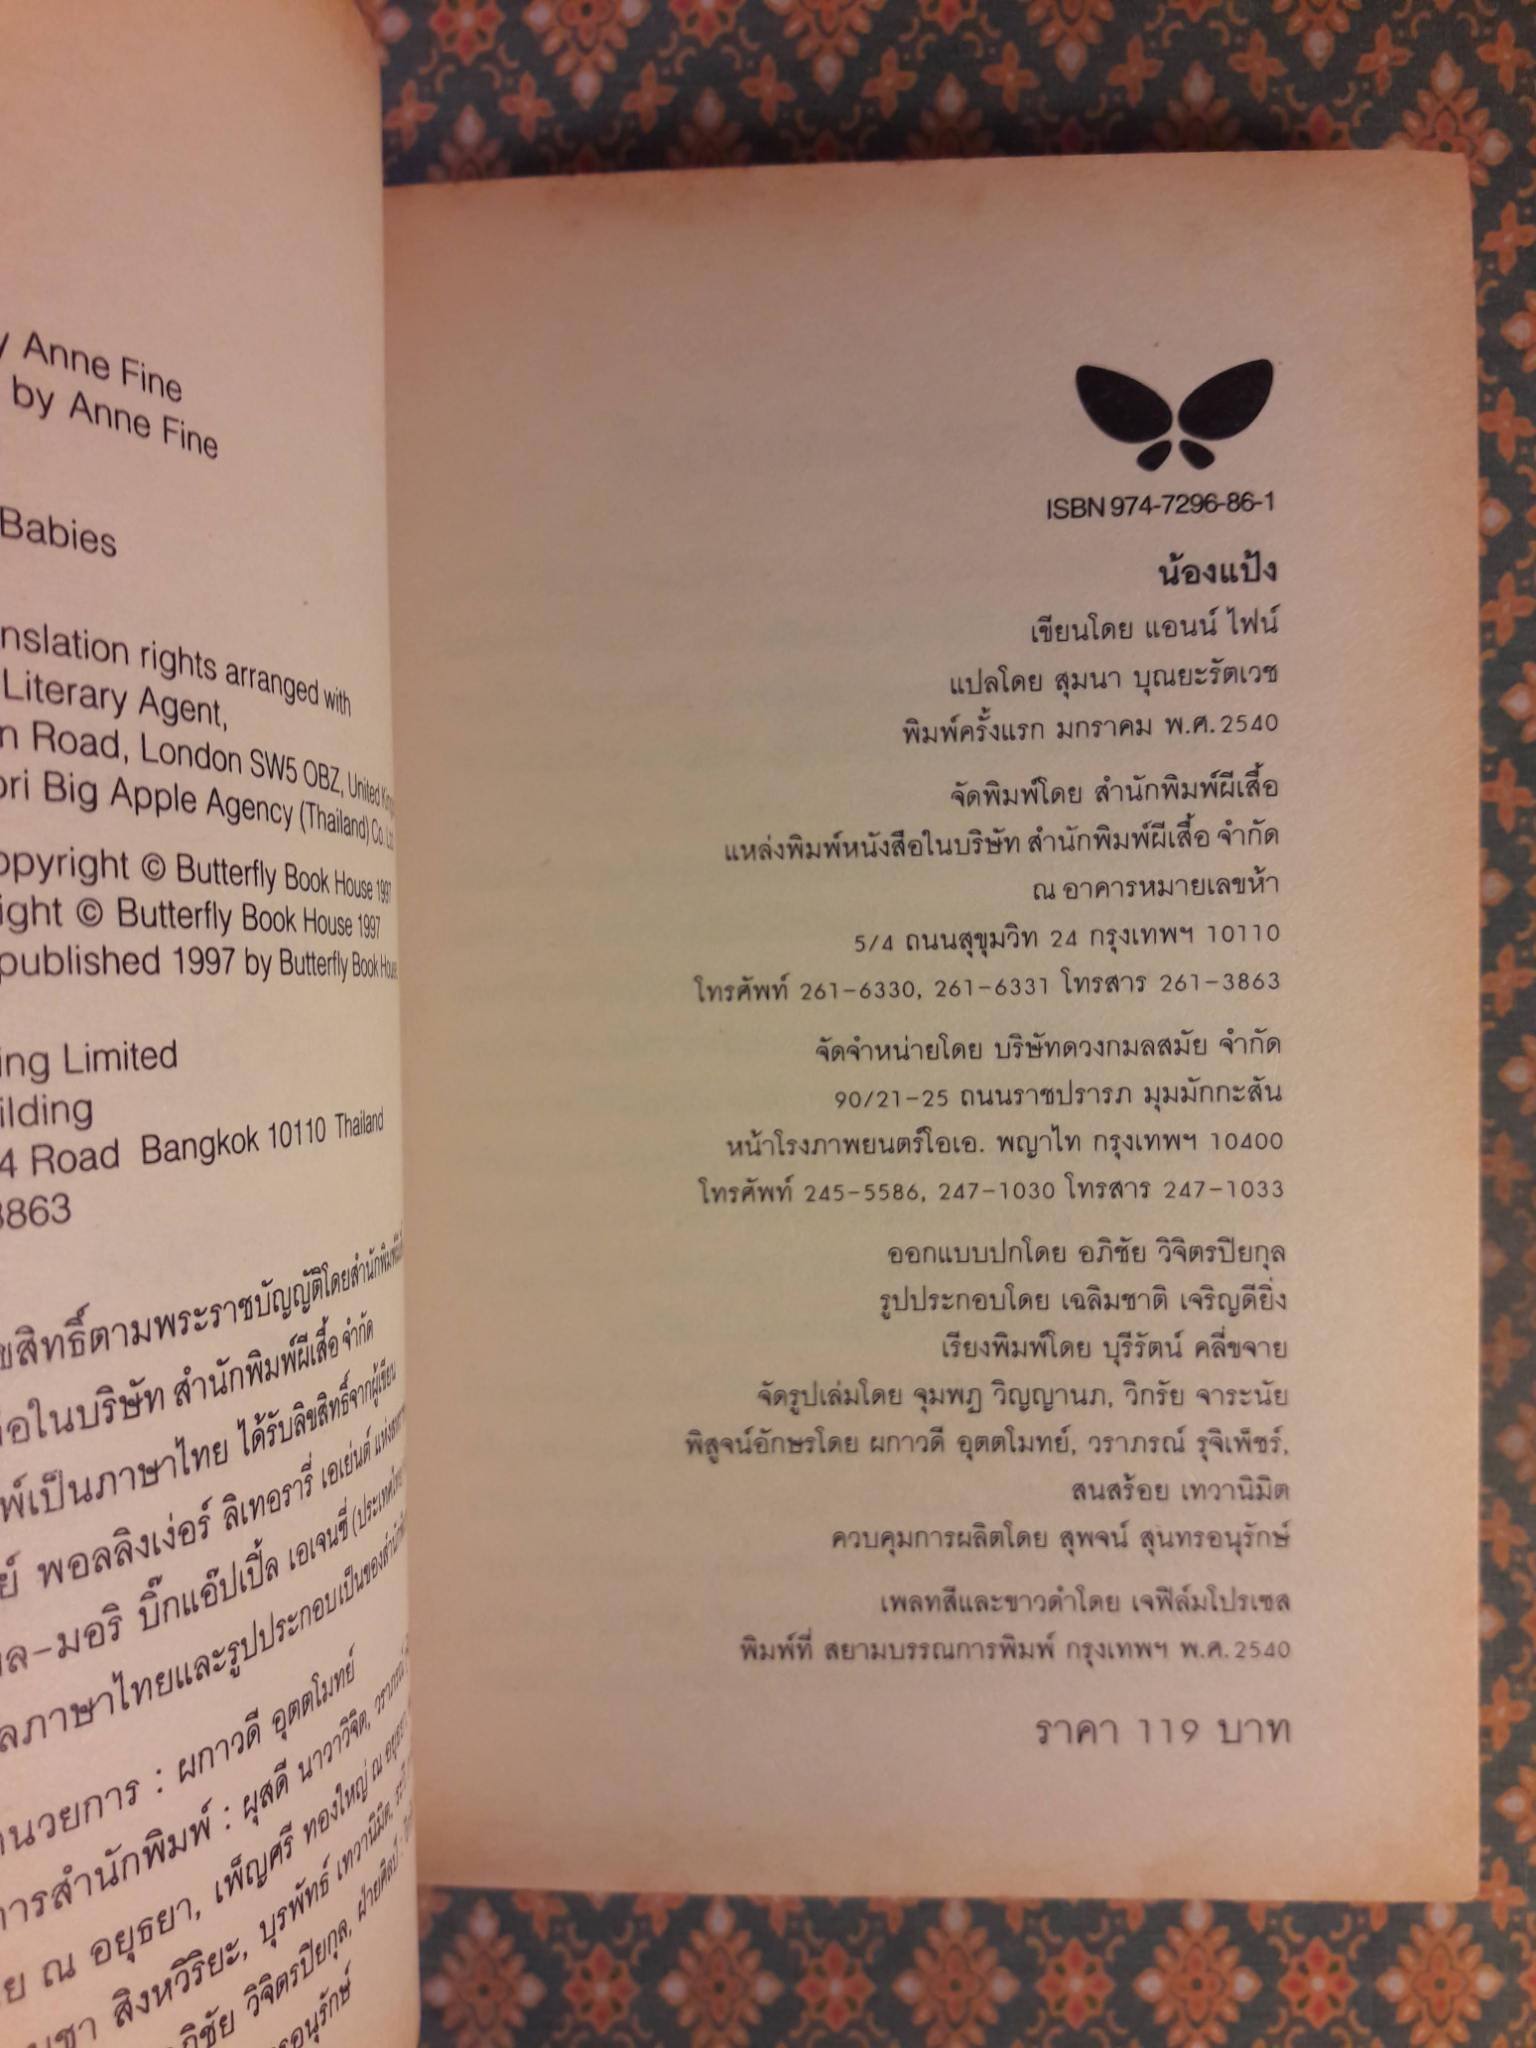 Anne Fine
by Anne Fine
Babies
rights arranged with
Literary Agent,
Road, London SW5 OBZ, United
Big Apple Agency (Thailand) Co.
© Butterfly Book House 1997
© Butterfly Book House 1997
published 1997 by Butterfly Book
Limited
4 Road Bangkok 10110 Thailand
3863
ขสิทธิ์ตามพระราชบัญญัติโดยสำนักพิมพ์
อในบริษัท สำนักพิมพ์ผีเสื้อ จำกัด
พ์เป็นภาษาไทย ได้รับลิขสิทธิ์จากผู้เขียน
พอลลิงเง่อร์ ลิเทอรารี่ เอเย่นต์
ล-มอริ บิ๊กแอ๊ปเปิ้ล เอเจนซี่
ลภาษาไทยและรูปประกอบเป็นของ
นวยการ : ผกาวดี อุตตโมทย์
การสำนักพิมพ์ : ผุสดี นาวาวิจิต,
ย ณ อยุธยา, เพ็ญศรี ทองใหญ่ ณ อยุธยา
สิงหวิริยะ, บุรพัทธ์ เทวานิมิต,
วิจิตรปิยกุล,
ISBN 974-7296-86-1
น้องแป้ง
เขียนโดย แอนน์ ไฟน์
แปลโดย สุมนา บุณยะรัตเวช
พิมพ์ครั้งแรก มกราคม พ.ศ.2540
จัดพิมพ์โดย สำนักพิมพ์ผีเสื้อ
แหล่งพิมพ์หนังสือในบริษัท สำนักพิมพ์ผีเสื้อ จำกัด
ณ อาคารหมายเลขห้า
5/4 ถนนสุขุมวิท 24 กรุงเทพฯ 10110
โทรศัพท์ 261-6330, 261-6331 โทรสาร 261-3863
จัดจำหน่ายโดย บริษัทดวงกมลสมัย จำกัด
90/21-25 ถนนราชปรารภ มุมมักกะสัน
หน้าโรงภาพยนตร์โอเอ. พญาไท กรุงเทพฯ 10400
โทรศัพท์ 245-5586, 247-1030 โทรสาร 247-1033
ออกแบบปกโดย อภิชัย วิจิตรปิยกุล
รูปประกอบโดย เฉลิมชาติ เจริญดียิ่ง
เรียงพิมพ์โดย บุรีรัตน์ คลี่ขจาย
จัดรูปเล่มโดย จุมพฏ วิญญานภ, วิกรัย จาระนัย
พิสูจน์อักษรโดย ผกาวดี อุตตโมทย์, วราภรณ์ รุจิเพ็ชร์,
สนสร้อย เทวานิมิต
ควบคุมการผลิตโดย สุพจน์ สุนทรอนุรักษ์
เพลทสีและขาวดำโดย เจฟิล์มโปรเซส
พิมพ์ที่ สยามบรรณการพิมพ์ กรุงเทพฯ พ.ศ.2540
ราคา 119 บาท